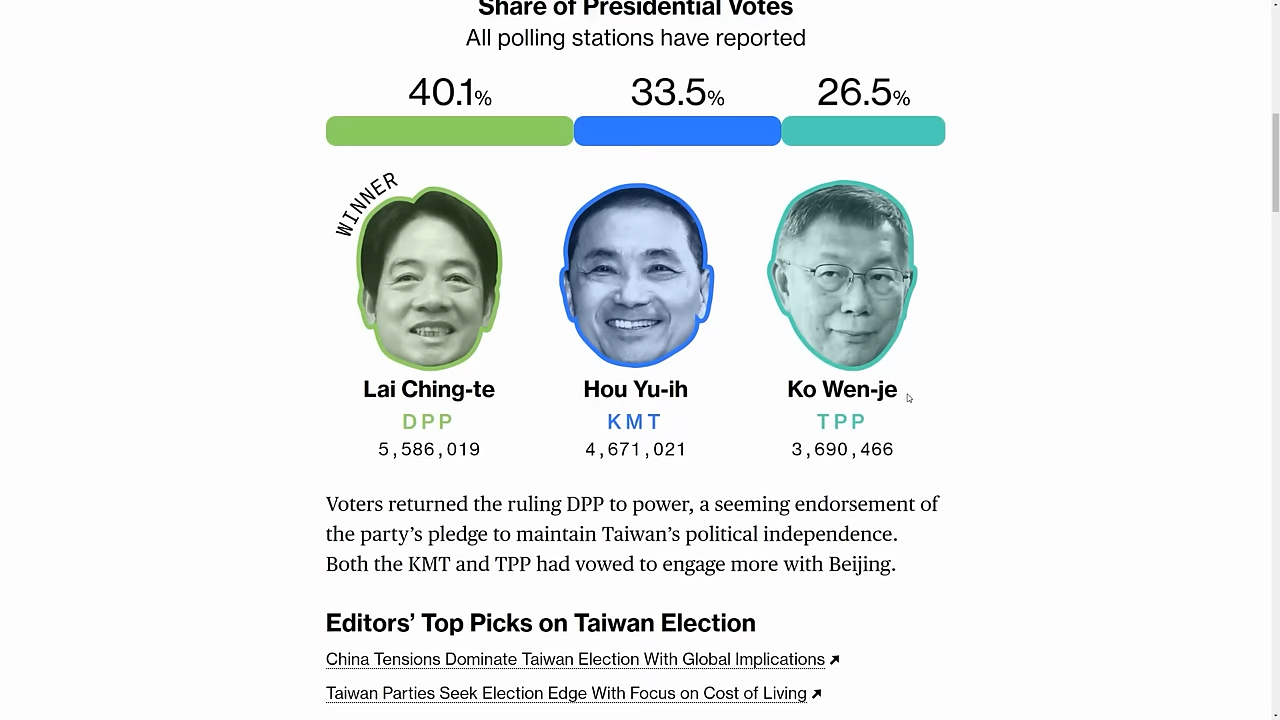 Share of Presidential Votes
All polling stations have reported
40.1% 33.5% 26.5%
WINNER
Lai Ching-te Hou Yu-ih Ko Wen-je
DPP KMT TPP
5,586,019 4,671,021 3,690,466
Voters returned the ruling DPP to power, a seeming endorsement of
the party’s pledge to maintain Taiwan’s political independence.
Both the KMT and TPP had vowed to engage more with Beijing.
Editors’ Top Picks on Taiwan Election
China Tensions Dominate Taiwan Election With Global Implications
Taiwan Parties Seek Election Edge With Focus on Cost of Living